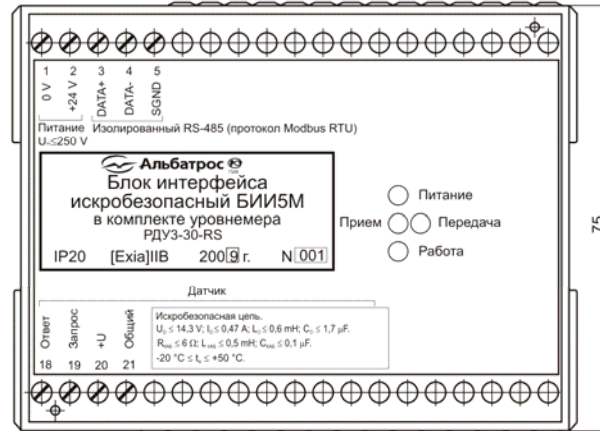 1 2 3 4 5
0 V +24 V DATA+ DATA- SGND
Питание Изолированный RS-485 (протокол Modbus RTU)
Uₘ≤250 V
Альбатрос
Блок интерфейса
искробезопасный БИИ5М
в комплекте уровнемера
РДУ3-30-RS
IP20 [Exia]IIB 2009 г. N 001
Питание
Прием Передача
Работа
75
Датчик
Ответ Запрос +U Общий
18 19 20 21
Искробезопасная цепь.
U₀ ≤ 14,3 V; I₀ ≤ 0,47 A; L₀ ≤ 0,6 mH; C₀ ≤ 1,7 µF.
Rкаб ≤ 6 Ω; Lкаб ≤ 0,5 mH; Cкаб ≤ 0,1 µF.
-20 °C ≤ tₐ ≤ +50 °C.